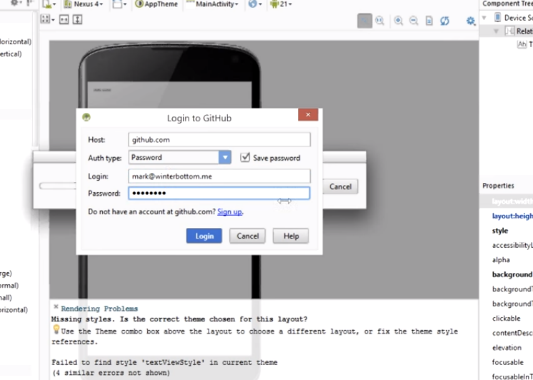 Nexus 4
AppTheme
MainActivity
21
Component Tree
Device Sc
Relat
orizontal)
ertical)
Login to GitHub
Host:
github.com
Auth type:
Password
Save password
Login:
mark@winterbottom.me
Password:
••••••••
Cancel
Do not have an account at github.com? Sign up.
Login
Cancel
Help
Properties
layout:width
layout:heigh
style
accessibilityL
alpha
background
backgroundT
backgroundT
clickable
contentDesc
elevation
focusable
focusableInT
rge)
rmal)
nall)
rizontal)
Rendering Problems
Missing styles. Is the correct theme chosen for this layout?
Use the Theme combo box above the layout to choose a different layout, or fix the theme style
references.
Failed to find style 'textViewStyle' in current theme
(4 similar errors not shown)